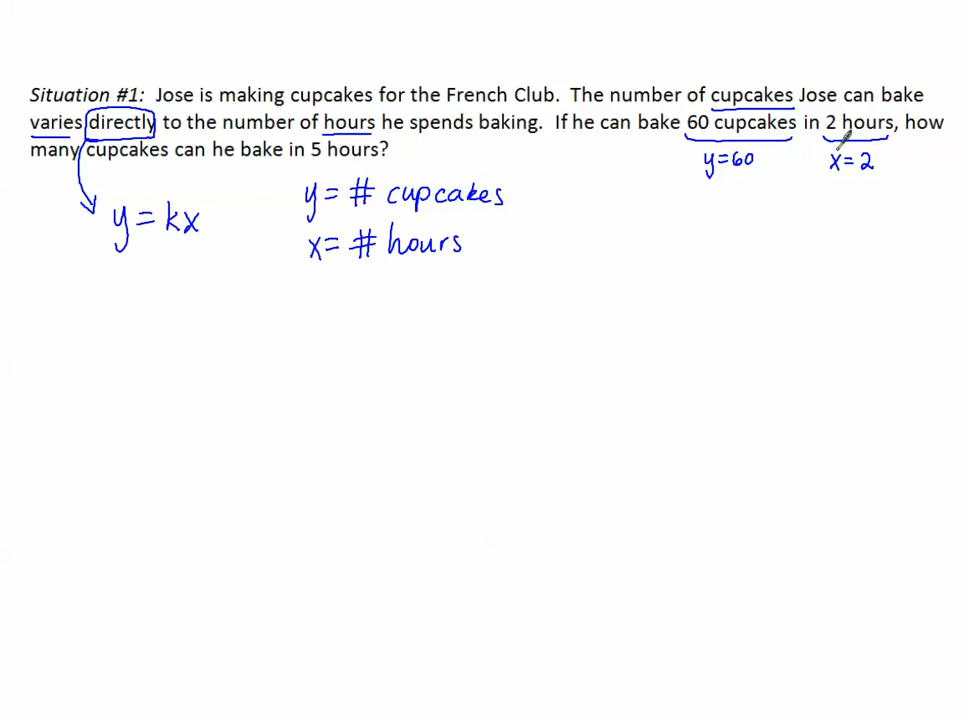 Situation #1: Jose is making cupcakes for the French Club. The number of cupcakes Jose can bake
varies directly to the number of hours he spends baking. If he can bake 60 cupcakes in 2 hours, how
many cupcakes can he bake in 5 hours?
y=60 x=2
y = # cupcakes
y = kx
x = # hours